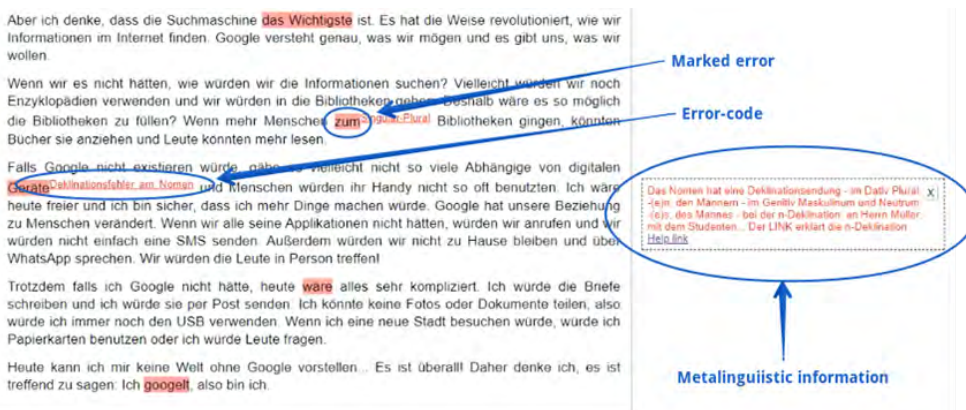 Aber ich denke, dass die Suchmaschine das Wichtigste ist. Es hat die Weise revolutioniert, wie wir
Informationen im Internet finden. Google versteht genau, was wir mögen und es gibt uns, was wir
wollen.
Wenn wir es nicht hätten, wie würden wir die Informationen suchen? Vielleicht würden wir noch
Enzyklopädien verwenden und wir würden in die Bibliotheken gehen. Deshalb wäre es so möglich
die Bibliotheken zu füllen? Wenn mehr Menschen zum Singular-Plural Bibliotheken gingen, könnten
Bücher sie anziehen und Leute könnten mehr lesen.
Falls Google nicht existieren würde, gäbe es vielleicht nicht so viele Abhängige von digitalen
Geräte Deklinationsfehler am Nomen und Menschen würden ihr Handy nicht so oft benutzten. Ich wäre
heute freier und ich bin sicher, dass ich mehr Dinge machen würde. Google hat unsere Beziehung
zu Menschen verändert. Wenn wir alle seine Applikationen nicht hätten, würden wir anrufen und wir
würden nicht einfach eine SMS senden. Außerdem würden wir nicht zu Hause bleiben und über
WhatsApp sprechen. Wir würden die Leute in Person treffen!
Trotzdem falls ich Google nicht hätte, heute wäre alles sehr kompliziert. Ich würde die Briefe
schreiben und ich würde sie per Post senden. Ich könnte keine Fotos oder Dokumente teilen, also
würde ich immer noch den USB verwenden. Wenn ich eine neue Stadt besuchen würde, würde ich
Papierkarten benutzen oder ich würde Leute fragen.
Heute kann ich mir keine Welt ohne Google vorstellen... Es ist überall! Daher denke ich, es ist
treffend zu sagen: Ich googelt, also bin ich.
Marked error
Error-code
Das Nomen hat eine Deklinationsendung - im Dativ Plural
-(e)n: den Männern - im Genitiv Maskulinum und Neutrum
-(e)s: des Mannes - bei der n-Deklination: an Herrn Müller,
mit dem Studenten... Der LINK erklärt die n-Deklination
Help link
X
Metalinguiistic information